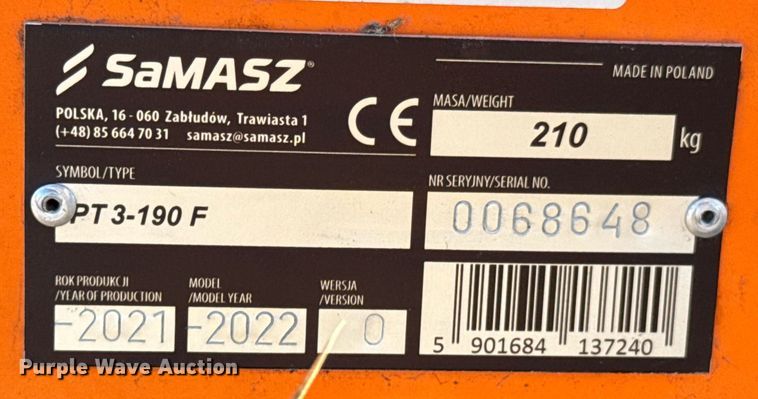 SaMASZ®
MADE IN POLAND
POLSKA, 16 - 060 Zabłudów, Trawiasta 1
(+48) 85 664 70 31 samasz@samasz.pl
CE
MASA/WEIGHT
210 kg
SYMBOL/TYPE
PT 3-190 F
NR SERYJNY/SERIAL NO.
0068648
ROK PRODUKCJI
/YEAR OF PRODUCTION
-2021-
MODEL
/MODEL YEAR
-2022
WERSJA
/VERSION
0
5 901684 137240
Purple Wave Auction